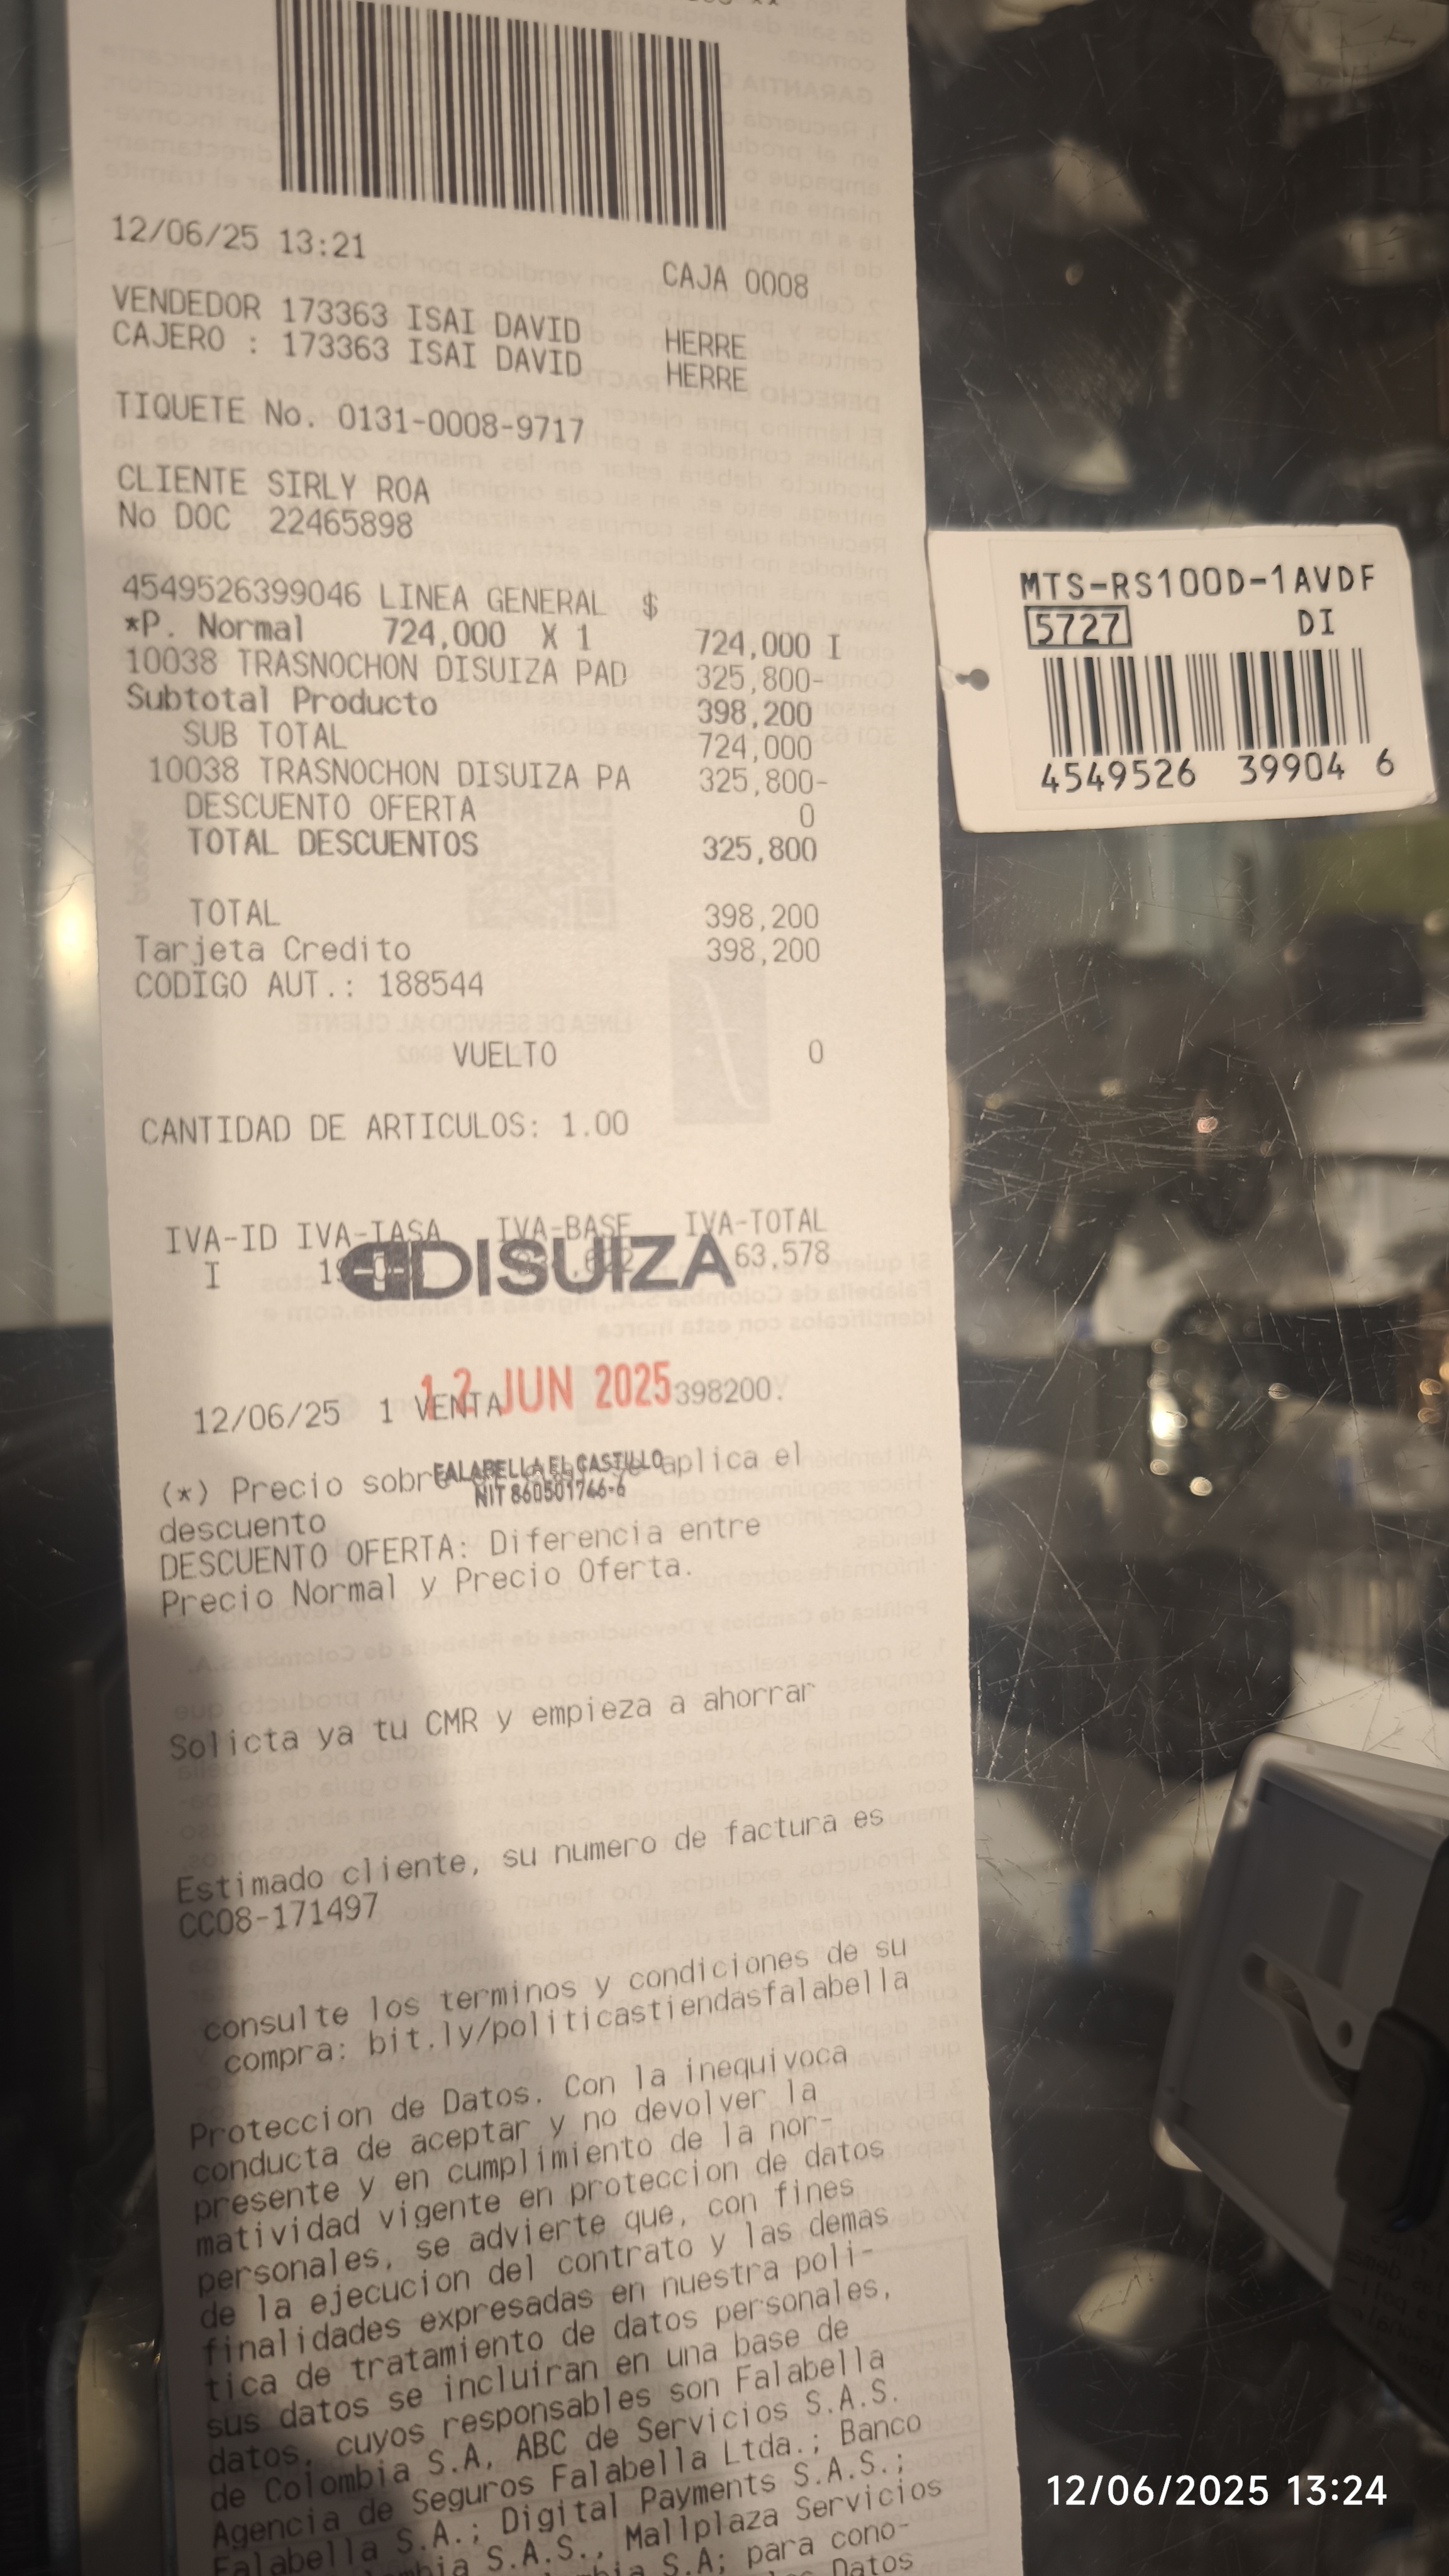 12/06/25 13:21
CAJA 0008
VENDEDOR 173363 ISAI DAVID HERRE
CAJERO : 173363 ISAI DAVID HERRE
TIQUETE No. 0131-0008-9717
CLIENTE SIRLY ROA
No DOC 22465898
4549526399046 LINEA GENERAL $
*P. Normal 724,000 X 1 724,000 I
10038 TRASNOCHON DISUIZA PAD 325,800-
Subtotal Producto 398,200
SUB TOTAL 724,000
10038 TRASNOCHON DISUIZA PA 325,800-
DESCUENTO OFERTA 0
TOTAL DESCUENTOS 325,800
TOTAL 398,200
Tarjeta Credito 398,200
CODIGO AUT.: 188544
VUELTO 0
CANTIDAD DE ARTICULOS: 1.00
IVA-ID IVA-TASA IVA-BASE IVA-TOTAL
I 63,578
DISUIZA
12 JUN 2025
12/06/25 1 VENTA 398200.
FALABELLA EL CASTILLO
NIT 860501746-6
(*) Precio sobre aplica el
descuento
DESCUENTO OFERTA: Diferencia entre
Precio Normal y Precio Oferta.
Solicta ya tu CMR y empieza a ahorrar
Estimado cliente, su numero de factura es
CC08-171497
consulte los terminos y condiciones de su
compra: bit.ly/politicastiendasfalabella
Proteccion de Datos. Con la inequivoca
conducta de aceptar y no devolver la
presente y en cumplimiento de la nor-
matividad vigente en proteccion de datos
personales, se advierte que, con fines
de la ejecucion del contrato y las demas
finalidades expresadas en nuestra poli-
tica de tratamiento de datos personales,
sus datos se incluiran en una base de
datos, cuyos responsables son Falabella
de Colombia S.A, ABC de Servicios S.A.S.
Agencia de Seguros Falabella Ltda.; Banco
Falabella S.A.; Digital Payments S.A.S.;
S.A.S., Mallplaza Servicios
S.A; para cono-
Datos
MTS-RS100D-1AVDF
5727 DI
4549526 39904 6
12/06/2025 13:24